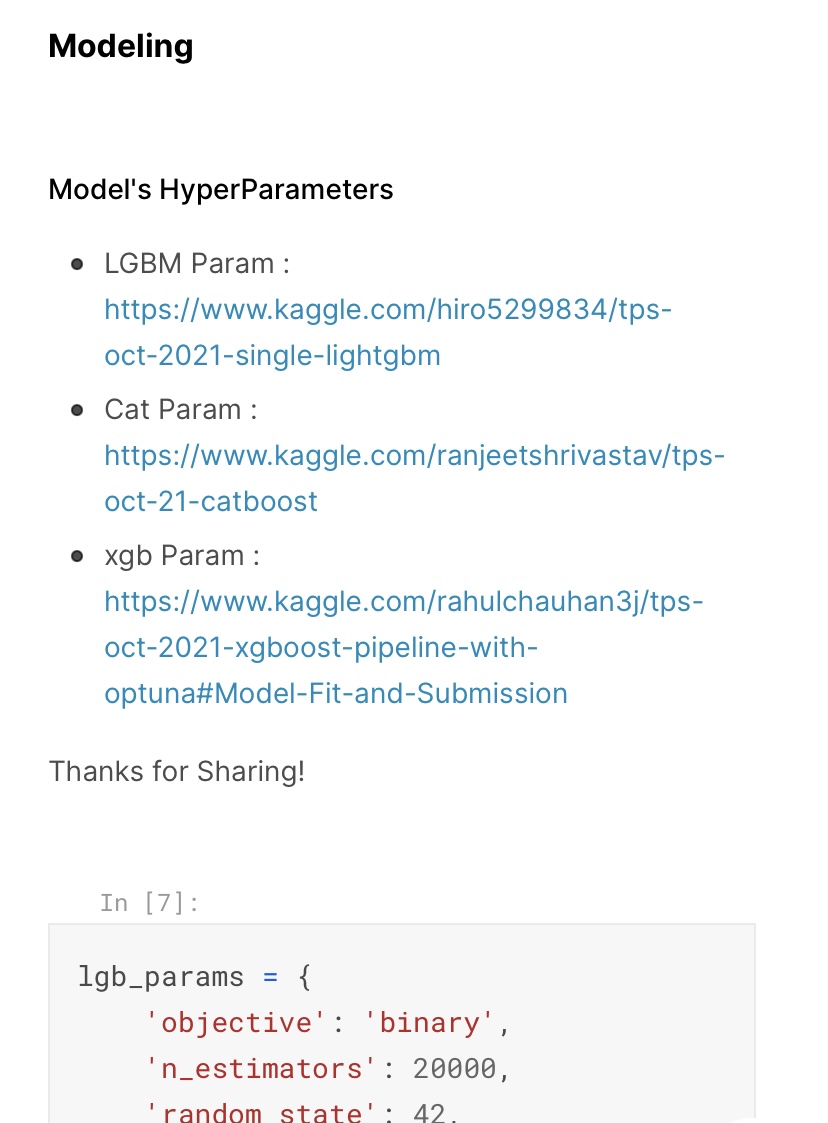 Modeling
Model's HyperParameters
LGBM Param :
https://www.kaggle.com/hiro5299834/tps-
oct-2021-single-lightgbm
Cat Param :
https://www.kaggle.com/ranjeetshrivastav/tps-
oct-21-catboost
xgb Param :
https://www.kaggle.com/rahulchauhan3j/tps-
oct-2021-xgboost-pipeline-with-
optuna#Model-Fit-and-Submission
Thanks for Sharing!
In [7]:
lgb_params = {
    'objective': 'binary',
    'n_estimators': 20000,
    'random_state': 42,